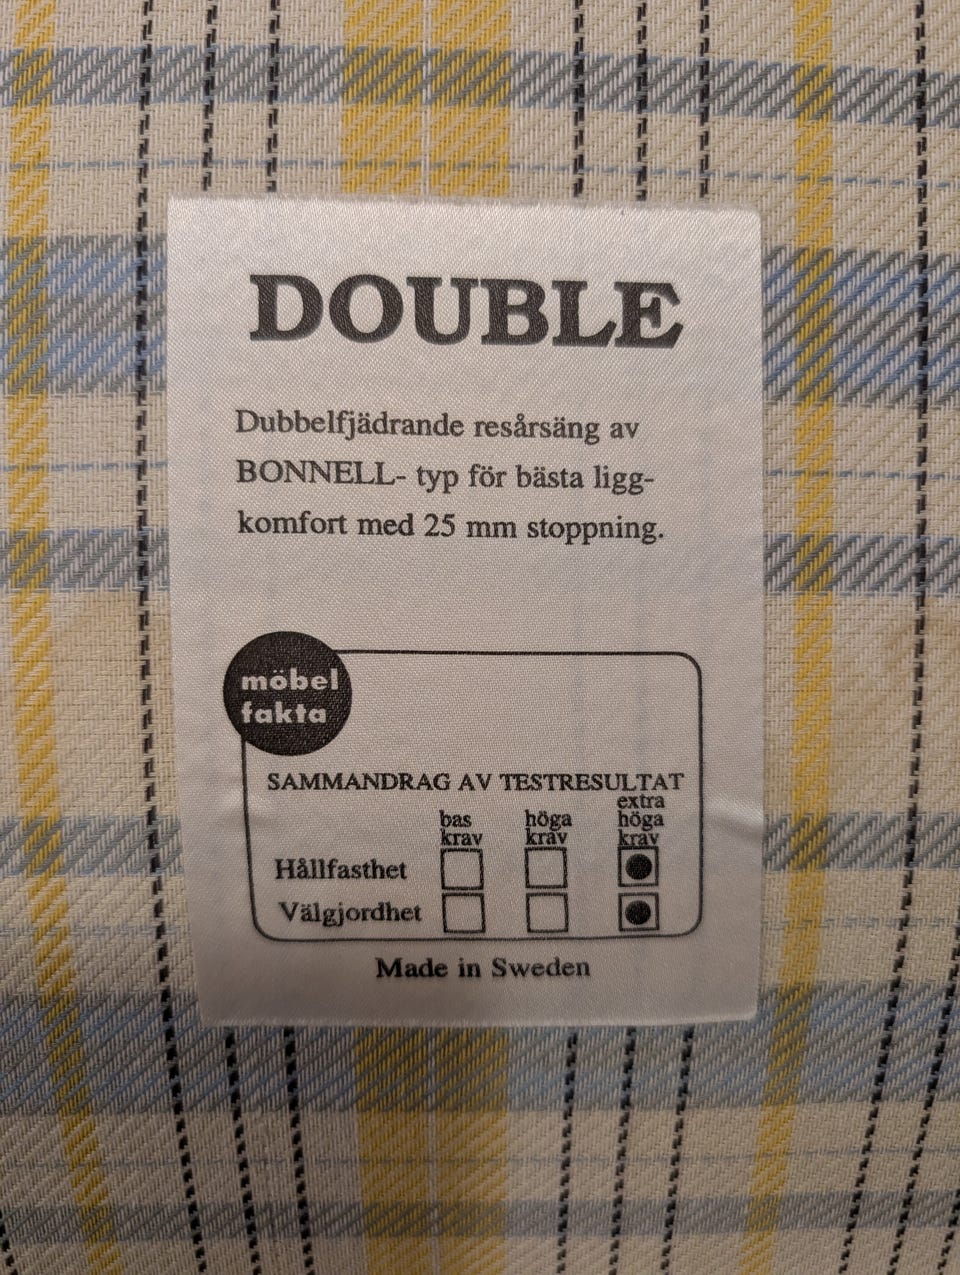 DOUBLE
Dubbelfjädrande resårsäng av
BONNELL- typ för bästa ligg-
komfort med 25 mm stoppning.
möbel
fakta
SAMMANDRAG AV TESTRESULTAT
extra
bas höga höga
krav krav krav
Hållfasthet
Välgjordhet
Made in Sweden